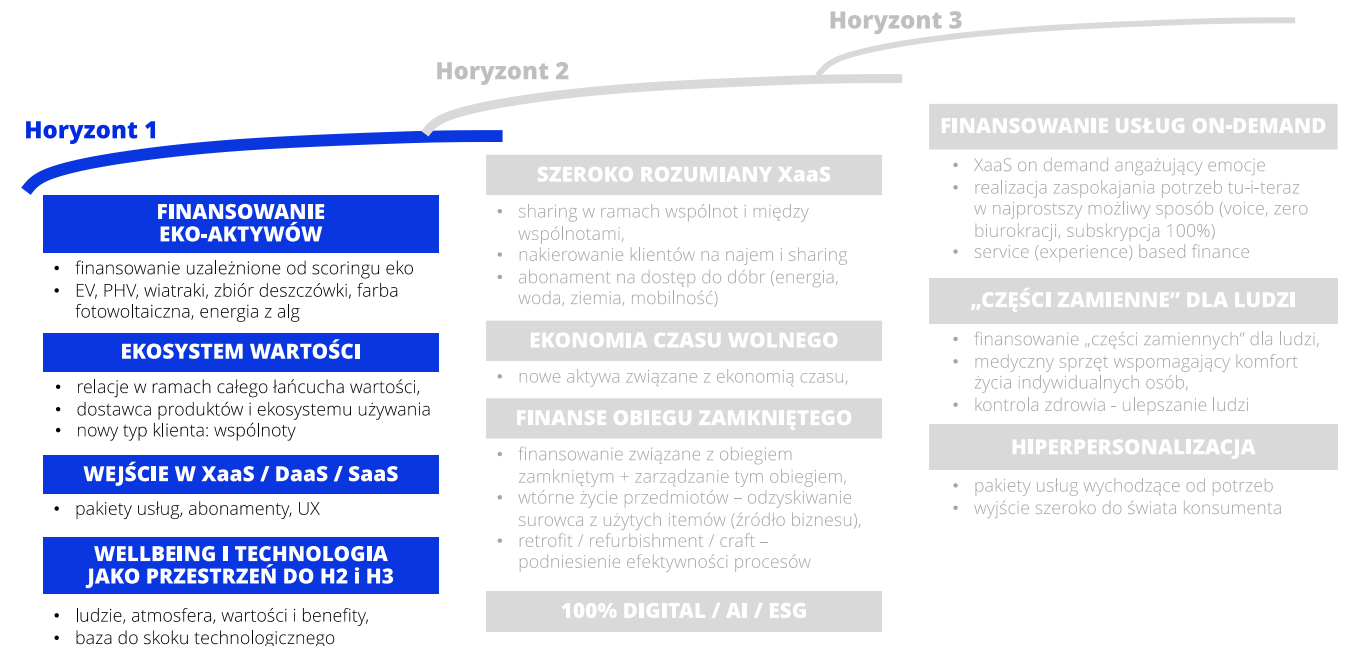 Horyzont 1
FINANSOWANIE
EKO-AKTYWÓW
• finansowanie uzależnione od scoringu eko
• EV, PHV, wiatraki, zbiór deszczówki, farba
fotowoltaiczna, energia z alg
EKOSYSTEM WARTOŚCI
• relacje w ramach całego łańcucha wartości,
• dostawca produktów i ekosystemu używania
• nowy typ klienta: wspólnoty
WEJŚCIE W XaaS / DaaS / SaaS
• pakiety usług, abonamenty, UX
WELLBEING I TECHNOLOGIA
JAKO PRZESTRZEŃ DO H2 i H3
• ludzie, atmosfera, wartości i benefity,
• baza do skoku technologicznego
Horyzont 2
SZEROKO ROZUMIANY XaaS
• sharing w ramach wspólnot i między
wspólnotami,
• nakierowanie klientów na najem i sharing
• abonament na dostęp do dóbr (energia,
woda, ziemia, mobilność)
EKONOMIA CZASU WOLNEGO
• nowe aktywa związane z ekonomią czasu,
FINANSE OBIEGU ZAMKNIĘTEGO
• finansowanie związane z obiegiem
zamkniętym + zarządzanie tym obiegiem,
• wtórne życie przedmiotów – odzyskiwanie
surowca z użytych itemów (źródło biznesu),
• retrofit / refurbishment / craft –
podniesienie efektywności procesów
100% DIGITAL / AI / ESG
Horyzont 3
FINANSOWANIE USŁUG ON-DEMAND
• XaaS on demand angażujący emocje
• realizacja zaspokajania potrzeb tu-i-teraz
w najprostszy możliwy sposób (voice, zero
biurokracji, subskrypcja 100%)
• service (experience) based finance
„CZĘŚCI ZAMIENNE” DLA LUDZI
• finansowanie „części zamiennych” dla ludzi,
• medyczny sprzęt wspomagający komfort
życia indywidualnych osób,
• kontrola zdrowia - ulepszanie ludzi
HIPERPERSONALIZACJA
• pakiety usług wychodzące od potrzeb
• wyjście szeroko do świata konsumenta